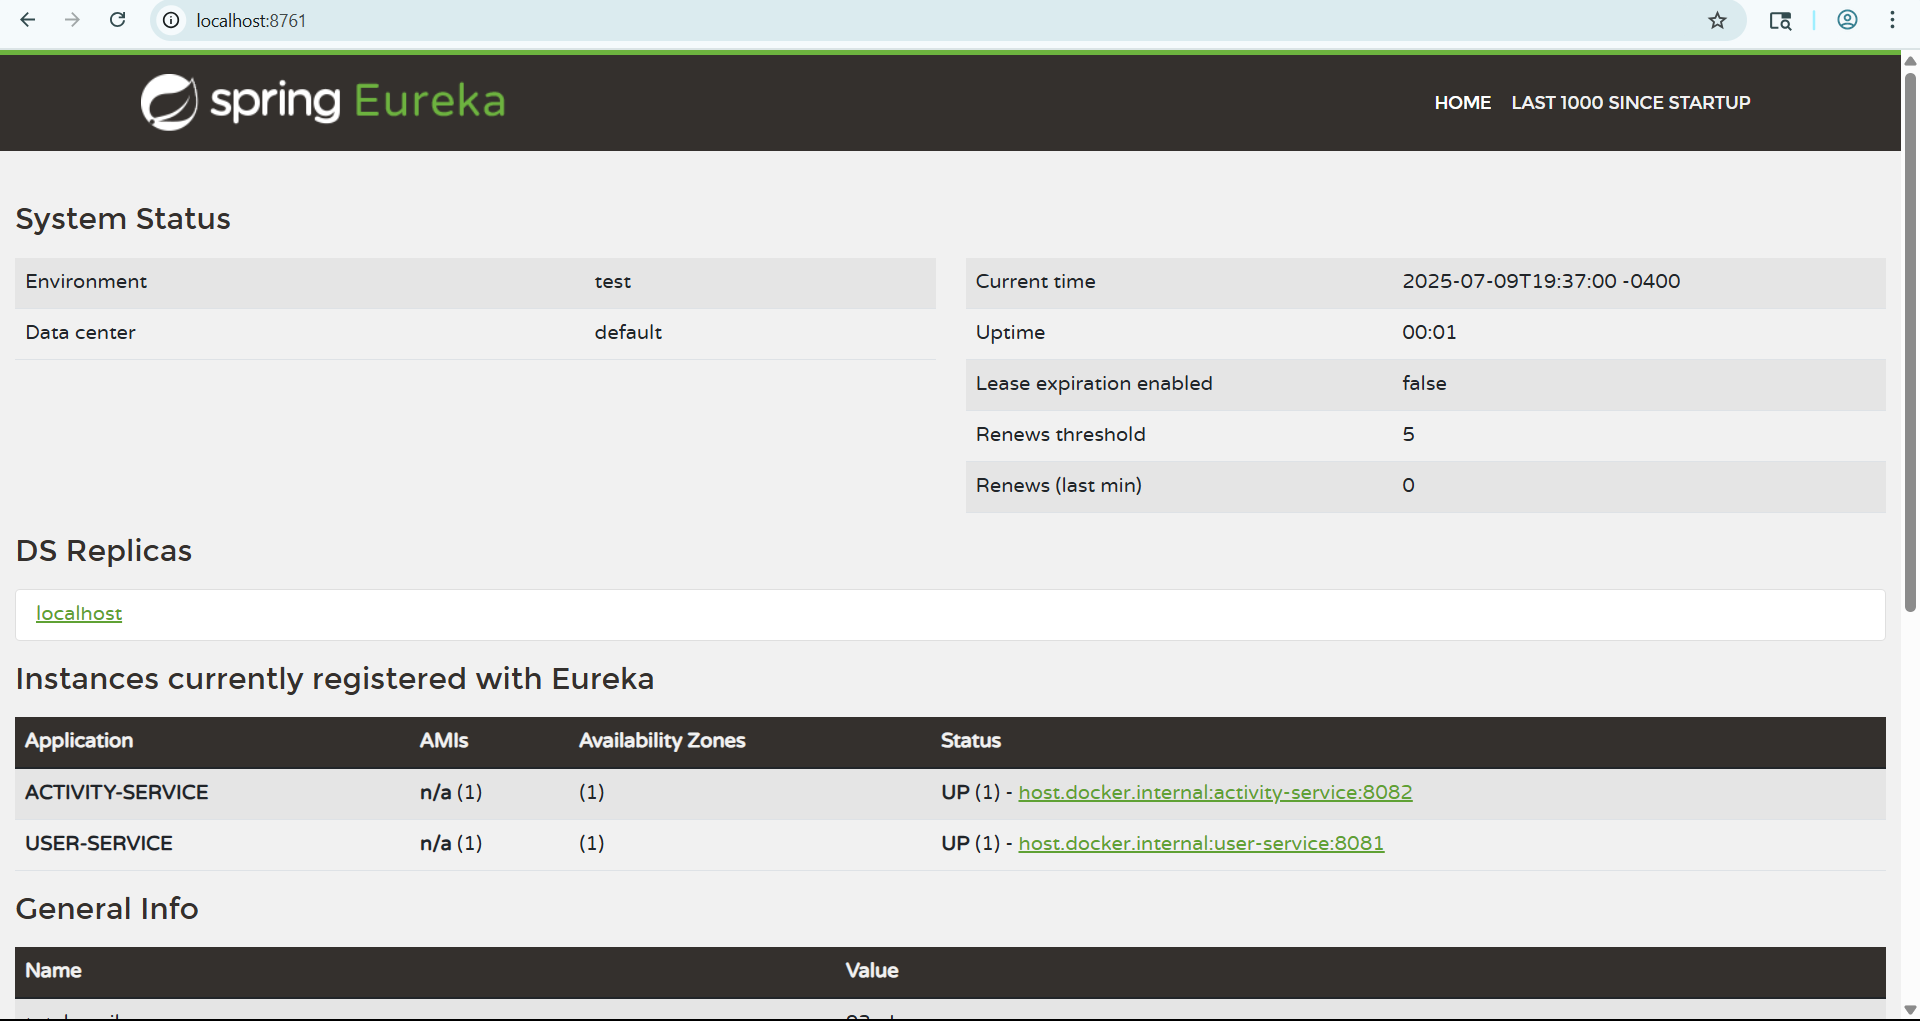 localhost:8761
spring Eureka
HOME LAST 1000 SINCE STARTUP
System Status
Environment test
Data center default
Current time 2025-07-09T19:37:00 -0400
Uptime 00:01
Lease expiration enabled false
Renews threshold 5
Renews (last min) 0
DS Replicas
localhost
Instances currently registered with Eureka
Application AMIs Availability Zones Status
ACTIVITY-SERVICE n/a (1) (1) UP (1) - host.docker.internal:activity-service:8082
USER-SERVICE n/a (1) (1) UP (1) - host.docker.internal:user-service:8081
General Info
Name Value